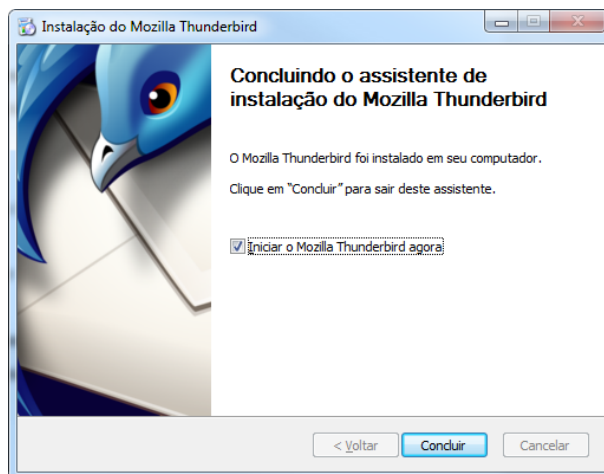 Instalação do Mozilla Thunderbird
Concluindo o assistente de
instalação do Mozilla Thunderbird
O Mozilla Thunderbird foi instalado em seu computador.
Clique em “Concluir” para sair deste assistente.
Iniciar o Mozilla Thunderbird agora
< Voltar Concluir Cancelar